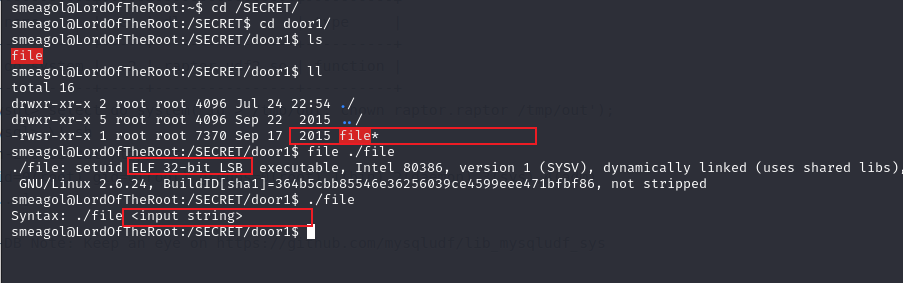 smeagol@LordOfTheRoot:~$ cd /SECRET/
smeagol@LordOfTheRoot:/SECRET$ cd door1/
smeagol@LordOfTheRoot:/SECRET/door1$ ls
file
smeagol@LordOfTheRoot:/SECRET/door1$ ll
total 16
drwxr-xr-x 2 root root 4096 Jul 24 22:54 ./
drwxr-xr-x 5 root root 4096 Sep 22  2015 ../
-rwsr-xr-x 1 root root 7370 Sep 17  2015 file*
smeagol@LordOfTheRoot:/SECRET/door1$ file ./file
./file: setuid ELF 32-bit LSB  executable, Intel 80386, version 1 (SYSV), dynamically linked (uses shared libs),
GNU/Linux 2.6.24, BuildID[sha1]=364b5cbb85546e36256039ce4599eee471bfbf86, not stripped
smeagol@LordOfTheRoot:/SECRET/door1$ ./file
Syntax: ./file <input string>
smeagol@LordOfTheRoot:/SECRET/door1$